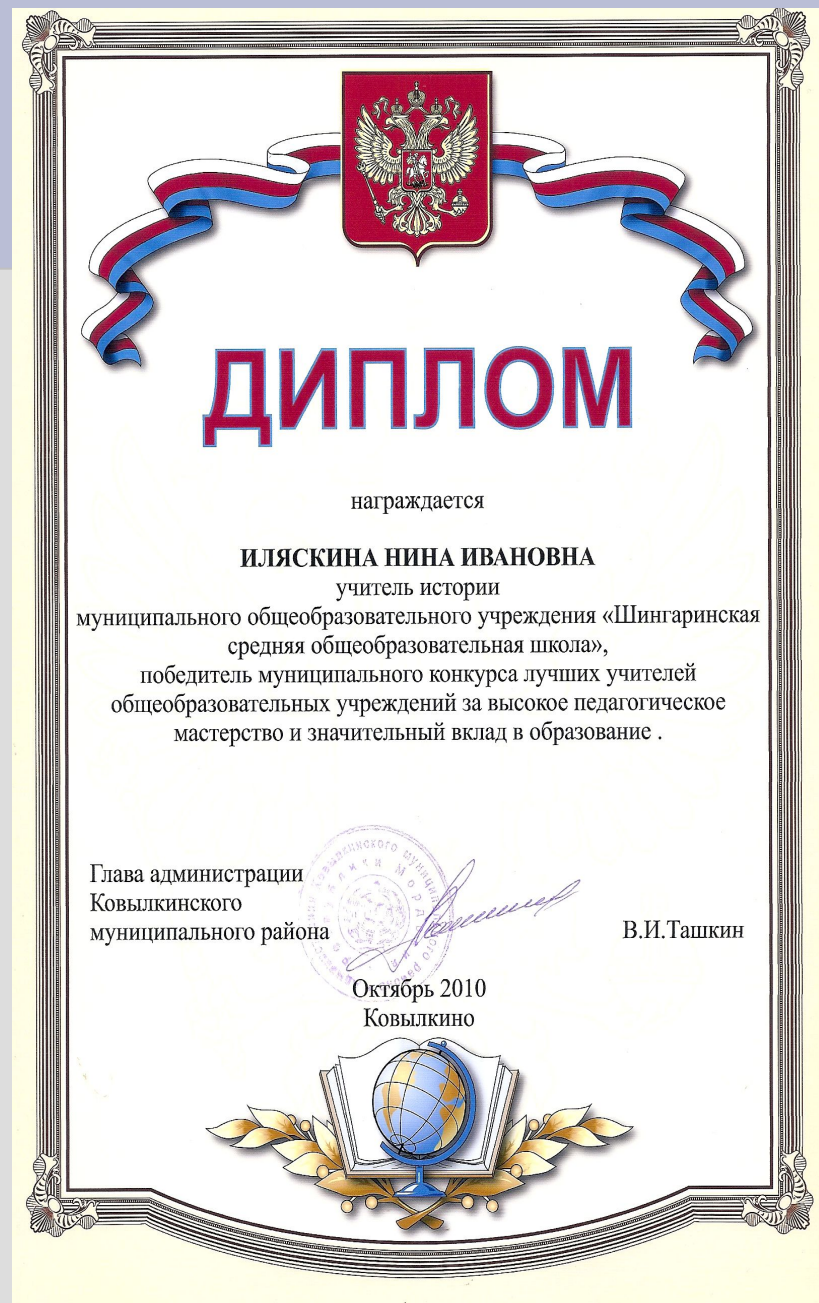 ДИПЛОМ
награждается
ИЛЯСКИНА НИНА ИВАНОВНА
учитель истории
муниципального общеобразовательного учреждения «Шингаринская
средняя общеобразовательная школа»,
победитель муниципального конкурса лучших учителей
общеобразовательных учреждений за высокое педагогическое
мастерство и значительный вклад в образование .
Глава администрации
Ковылкинского
муниципального района
В.И.Ташкин
Октябрь 2010
Ковылкино